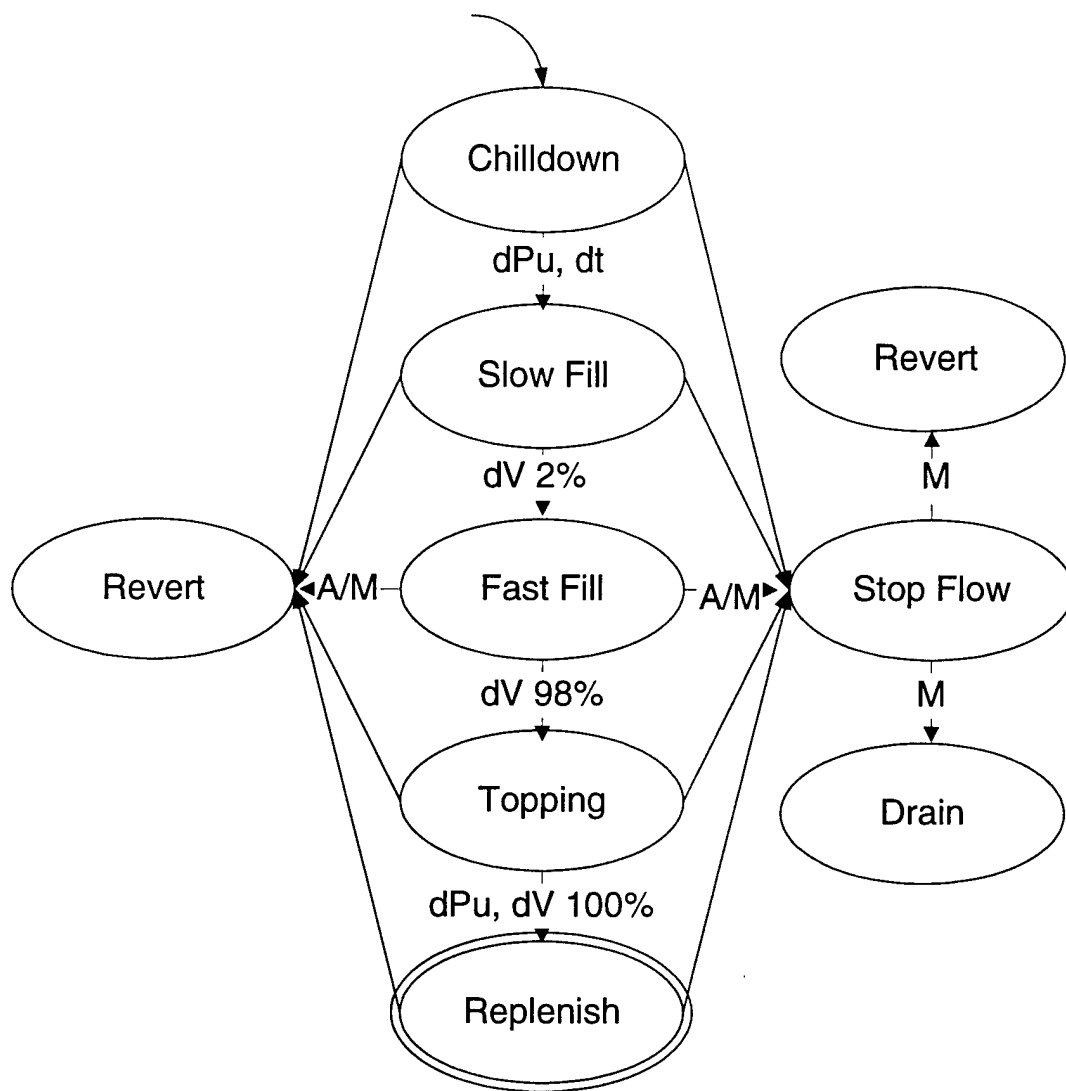 Chilldown
dPu, dt
Slow Fill
Revert
dV 2%
M
Revert
A/M
Fast Fill
A/M
Stop Flow
dV 98%
M
Topping
Drain
dPu, dV 100%
Replenish